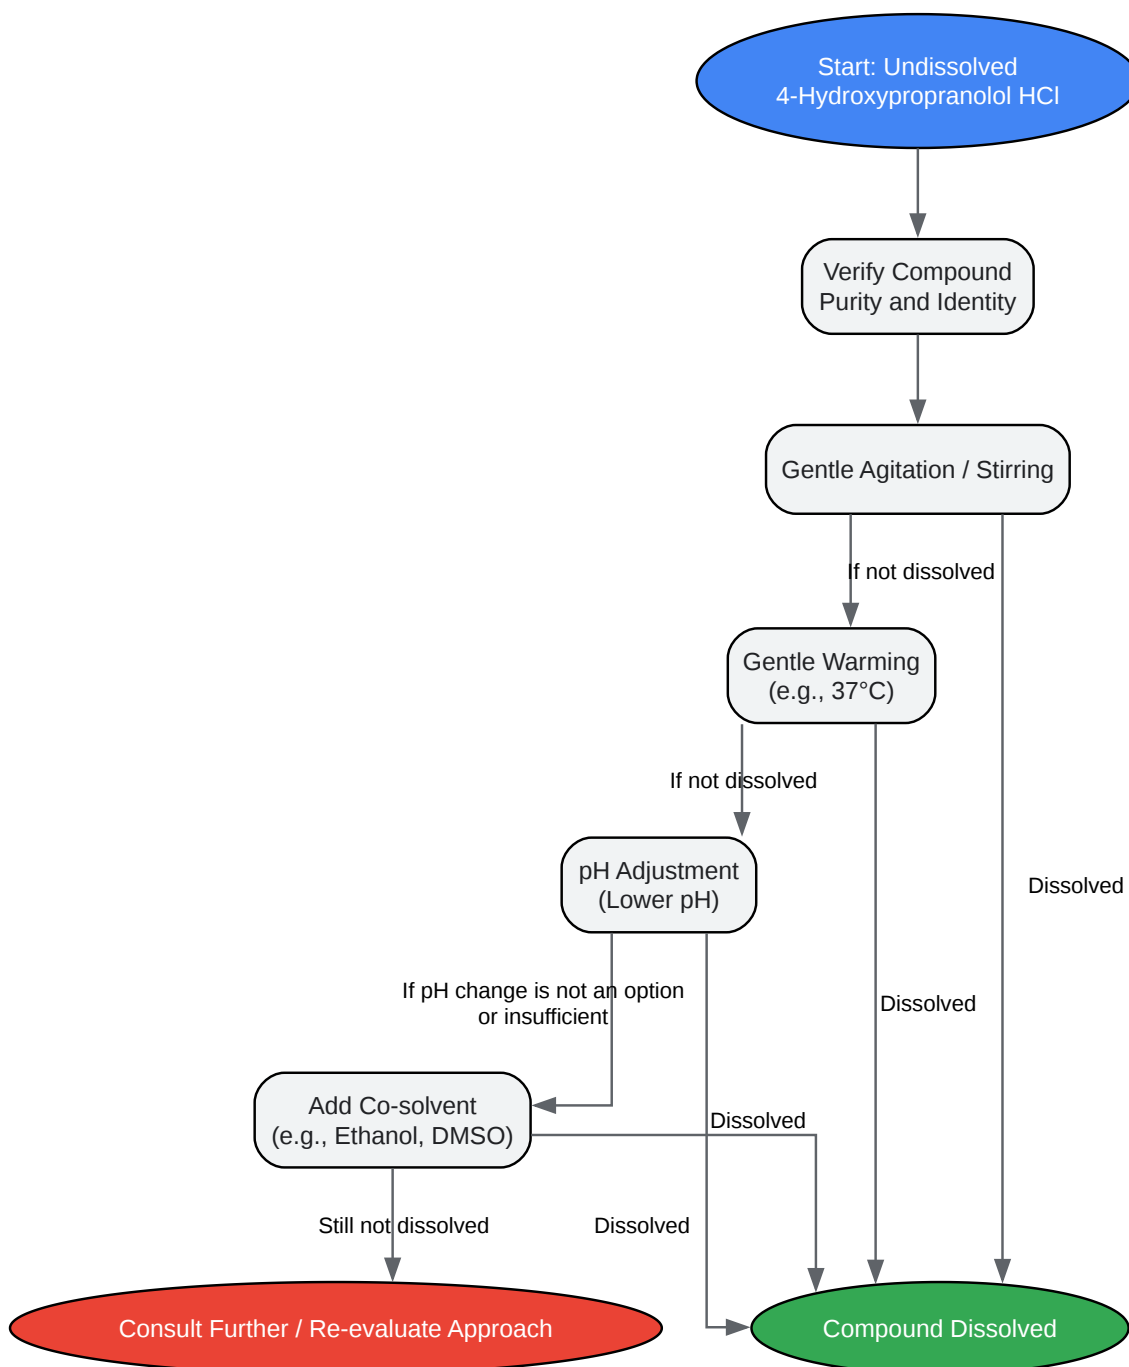 Start: Undissolved
4-Hydroxypropranolol HCl
Verify Compound
Purity and Identity
Gentle Agitation / Stirring
If not dissolved
Gentle Warming
(e.g., 37°C)
If not dissolved
pH Adjustment
(Lower pH)
Dissolved
If pH change is not an option
or insufficient
Dissolved
Add Co-solvent
(e.g., Ethanol, DMSO)
Dissolved
Still not dissolved
Dissolved
Consult Further / Re-evaluate Approach
Compound Dissolved